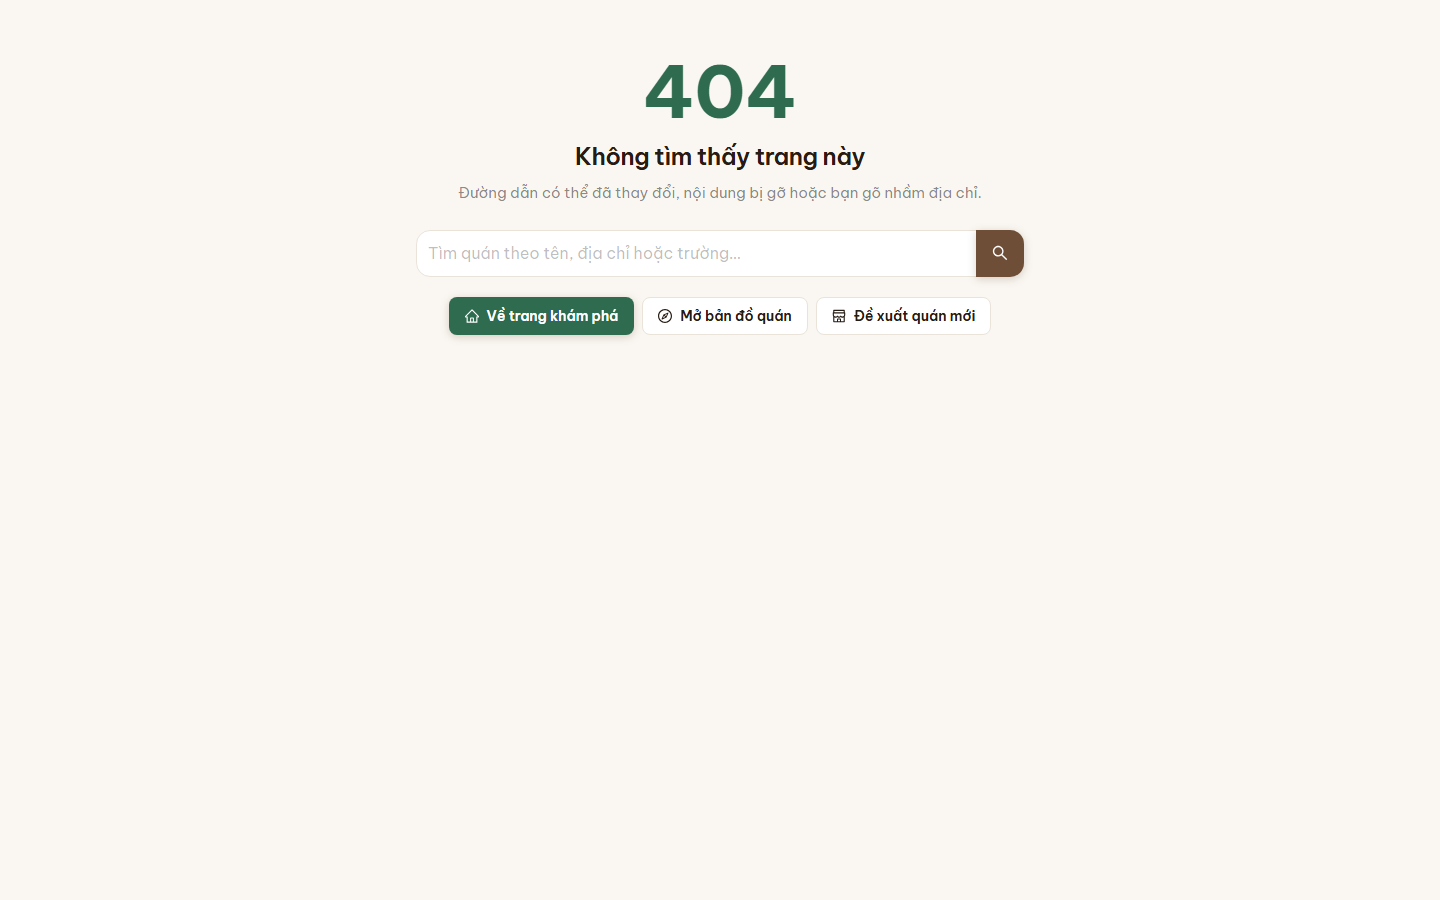 404
Không tìm thấy trang này
Đường dẫn có thể đã thay đổi, nội dung bị gỡ hoặc bạn gõ nhầm địa chỉ.
Tìm quán theo tên, địa chỉ hoặc trường...
Về trang khám phá
Mở bản đồ quán
Đề xuất quán mới